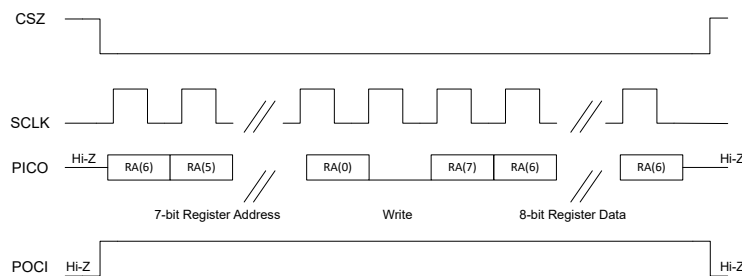 CSZ
SCLK
PICO Hi-Z RA(6) RA(5) RA(0) RA(7) RA(6) RA(6) Hi-Z
7-bit Register Address Write 8-bit Register Data
POCI Hi-Z Hi-Z